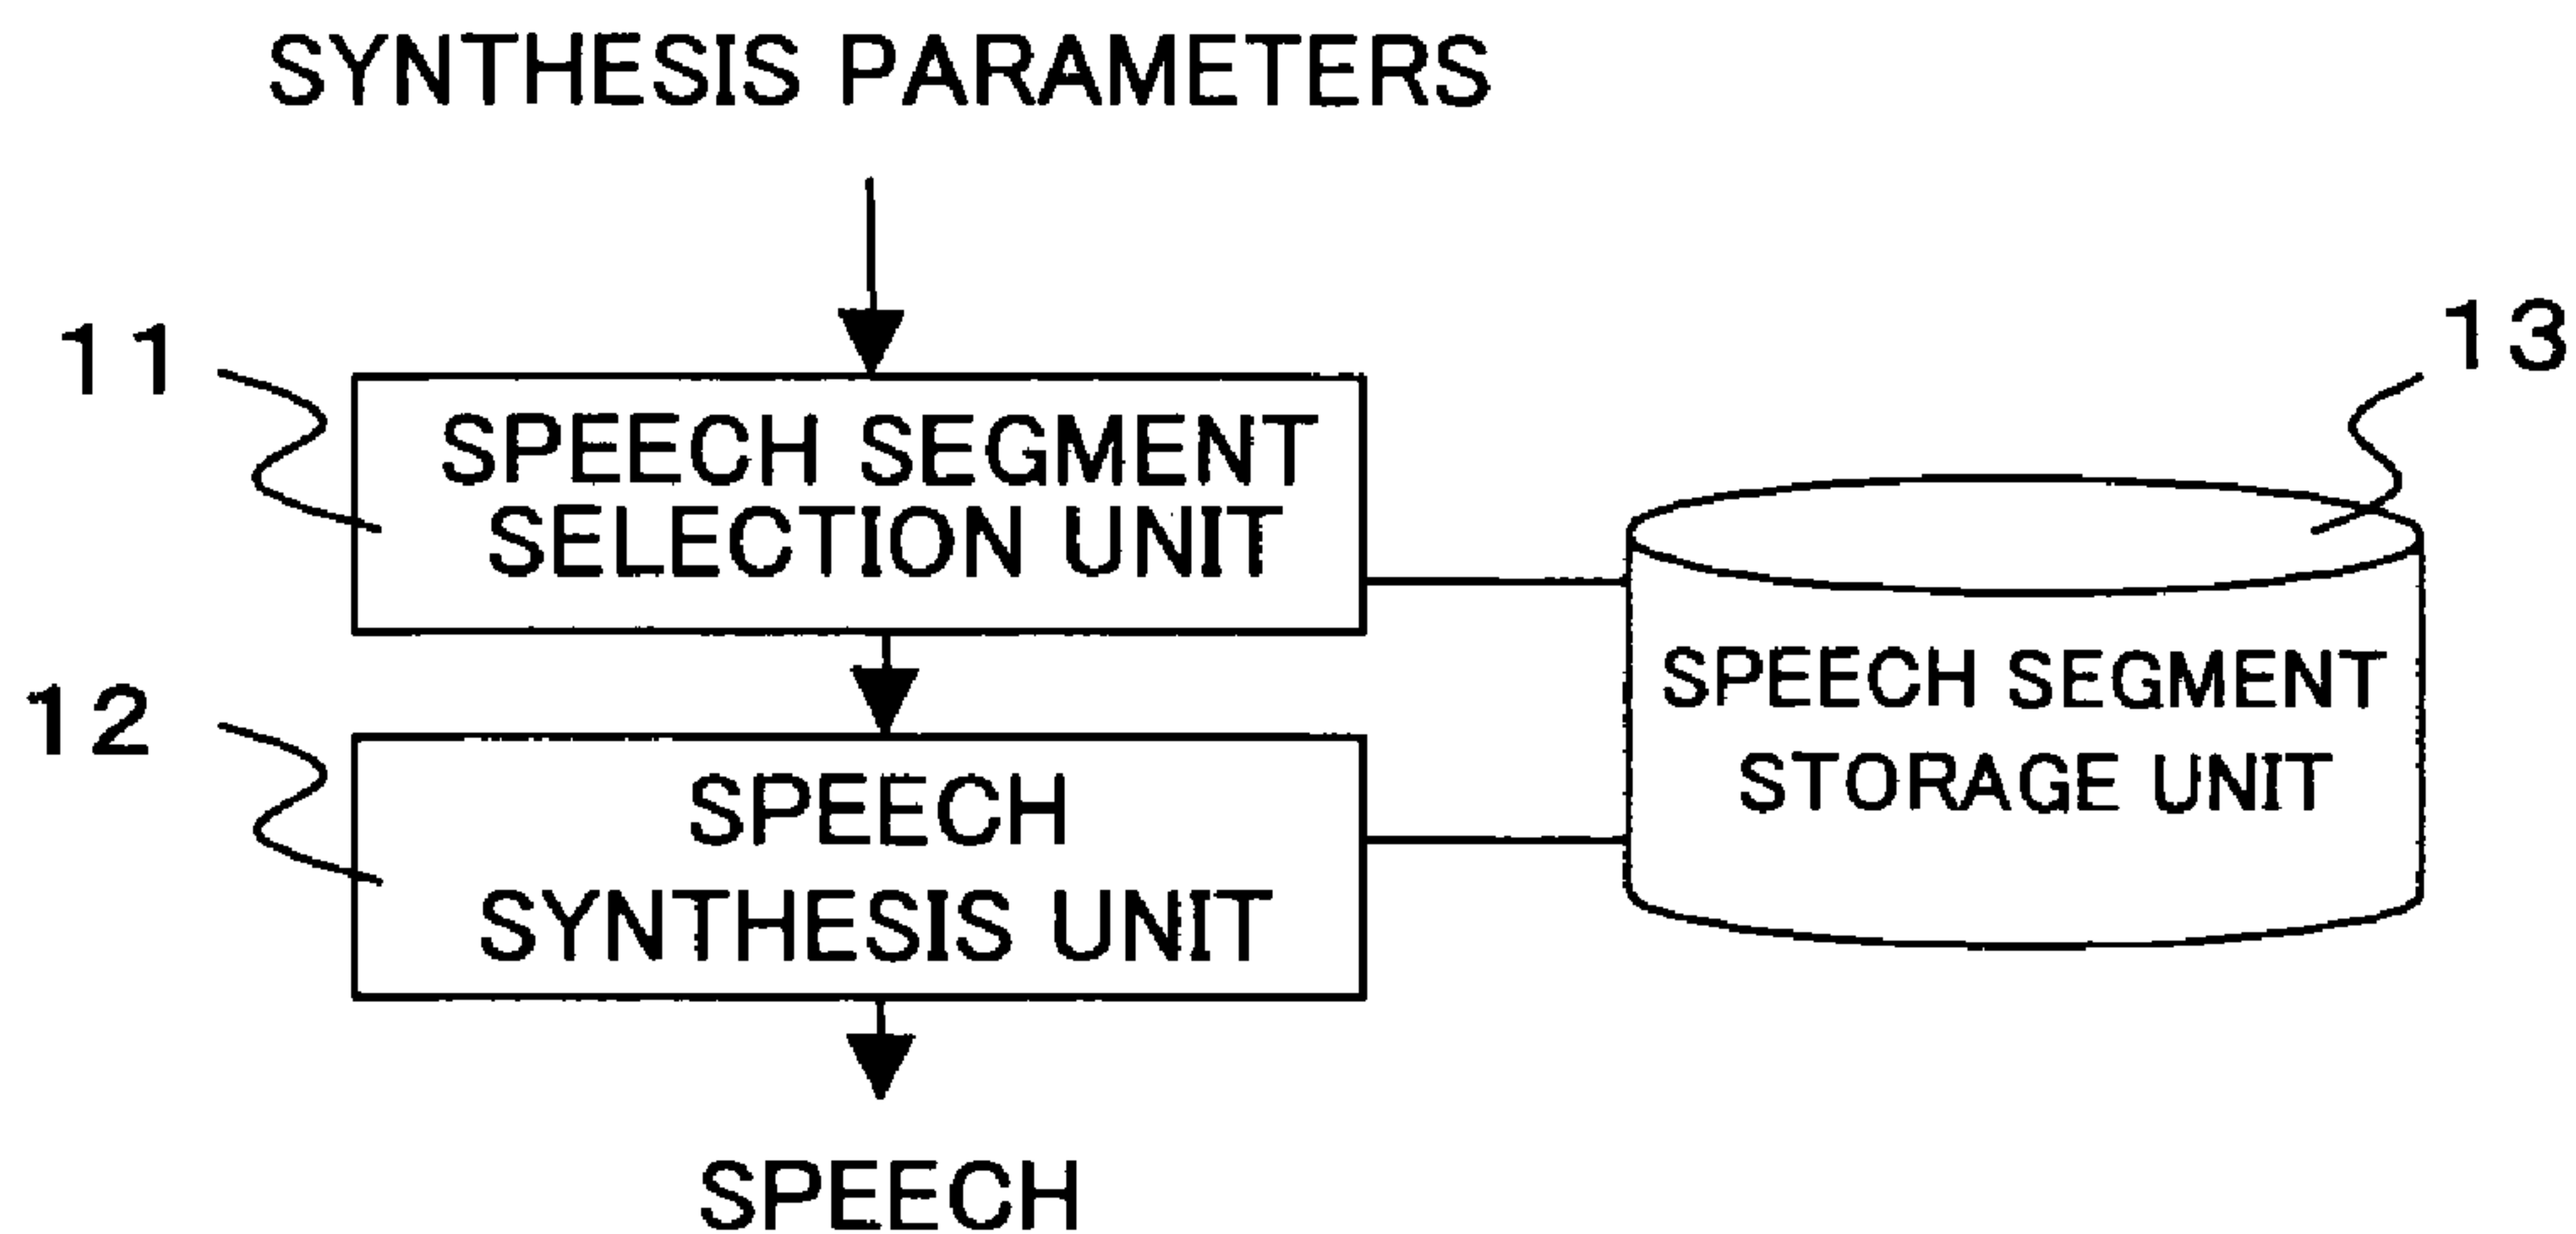 SYNTHESIS PARAMETERS
11
SPEECH SEGMENT
SELECTION UNIT
13
SPEECH SEGMENT
STORAGE UNIT
12
SPEECH
SYNTHESIS UNIT
SPEECH